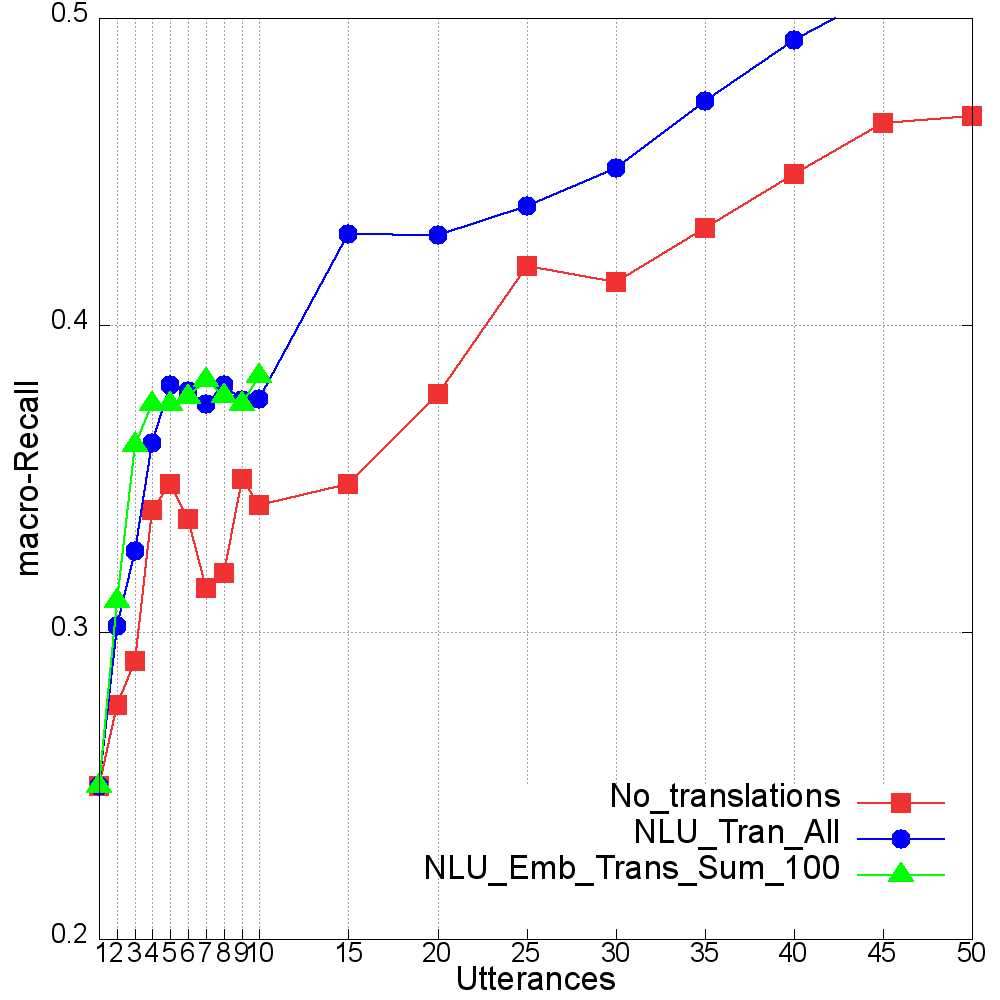 0.5
0.4
0.3
0.2
macro-Recall
No_translations
NLU_Tran_All
NLU_Emb_Trans_Sum_100
1 2 3 4 5 6 7 8 9 10 15 20 25 30 35 40 45 50
Utterances